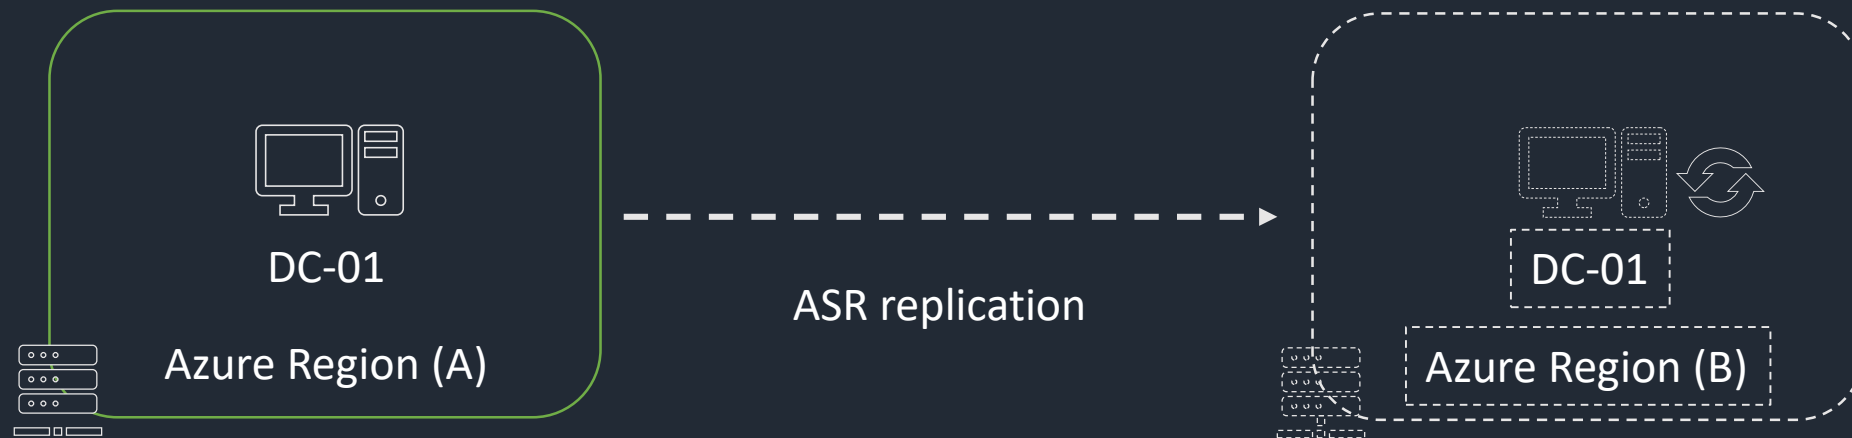 DC-01
Azure Region (A)
ASR replication
DC-01
Azure Region (B)